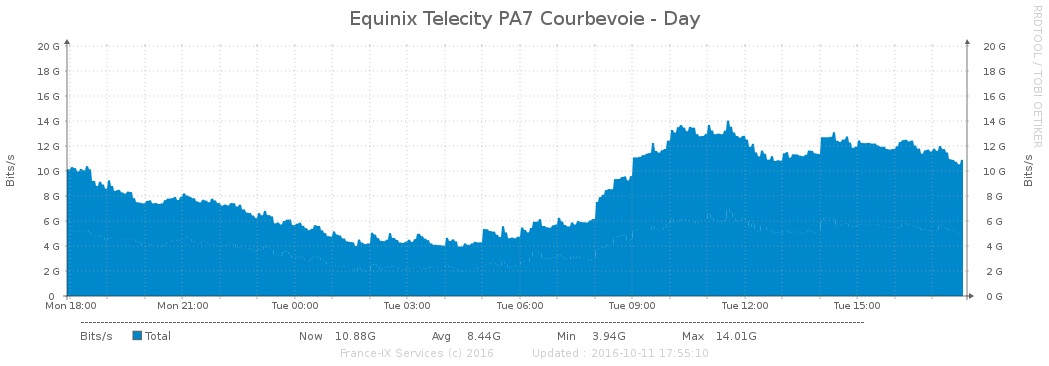 Equinix Telecity PA7 Courbevoie - Day
RRDTOOL / TOBI OETIKER
20 G 20 G
18 G 18 G
16 G 16 G
14 G 14 G
12 G 12 G
10 G 10 G
8 G 8 G
6 G 6 G
4 G 4 G
2 G 2 G
0 0 G
Bits/s Bits/s
Mon 18:00 Mon 21:00 Tue 00:00 Tue 03:00 Tue 06:00 Tue 09:00 Tue 12:00 Tue 15:00
Bits/s Total Now 10.88G Avg 8.44G Min 3.94G Max 14.01G
France-IX Services (c) 2016 Updated : 2016-10-11 17:55:10